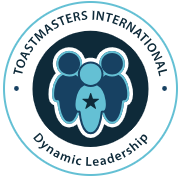 TOASTMASTERS INTERNATIONAL
Dynamic Leadership